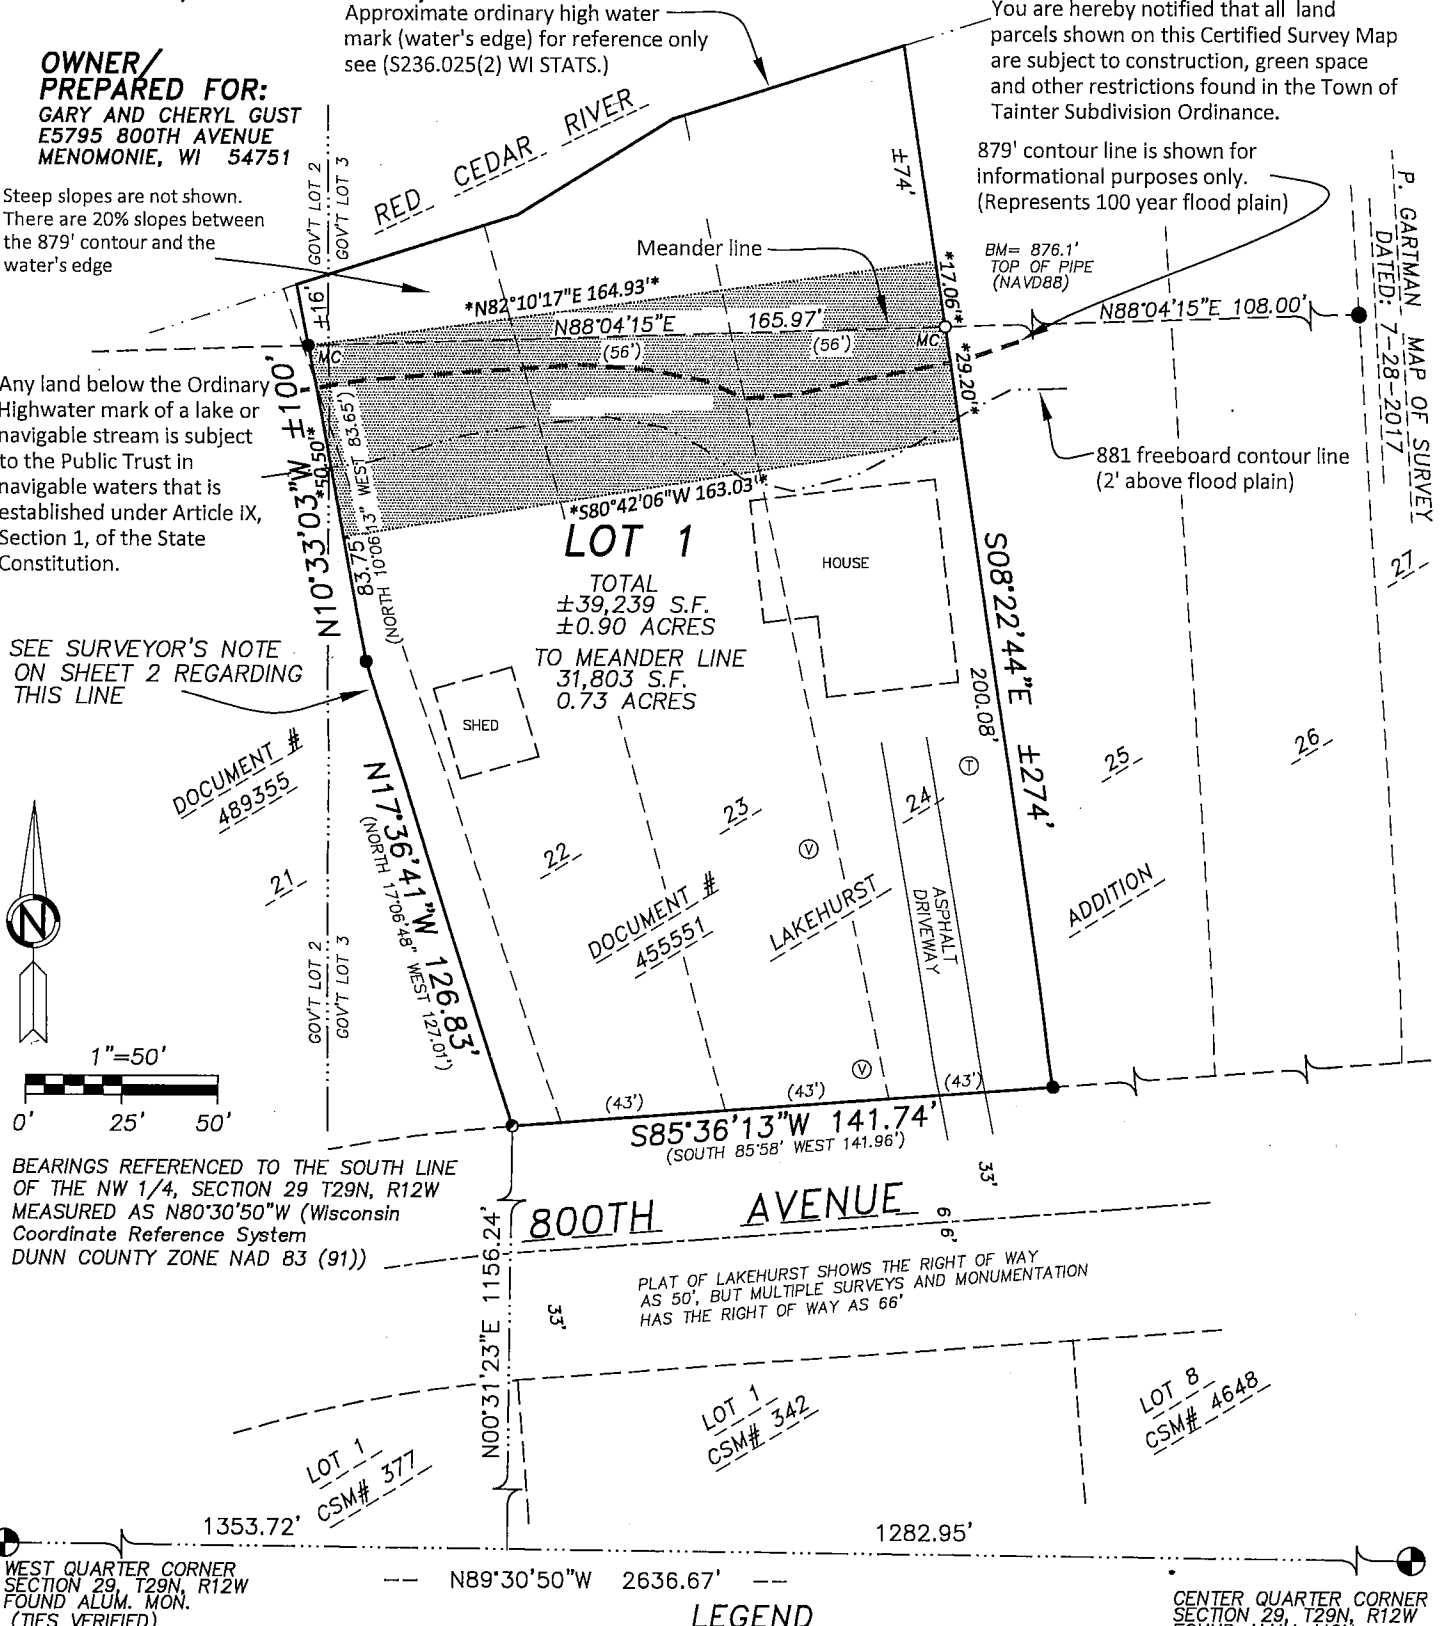 Approximate ordinary high water
mark (water's edge) for reference only
see (S236.025(2) WI STATS.)
You are hereby notified that all land
parcels shown on this Certified Survey Map
are subject to construction, green space
and other restrictions found in the Town of
Tainter Subdivision Ordinance.
OWNER/
PREPARED FOR:
GARY AND CHERYL GUST
E5795 800TH AVENUE
MENOMONIE, WI 54751
879' contour line is shown for
informational purposes only.
(Represents 100 year flood plain)
Steep slopes are not shown.
There are 20% slopes between
the 879' contour and the
water's edge
GOV'T LOT 2
GOV'T LOT 3
RED CEDAR RIVER
±74'
P. GARTMAN MAP OF SURVEY
DATED: 7-28-2017
Meander line
BM= 876.1'
TOP OF PIPE
(NAVD88)
±16'
*N82°10'17"E 164.93'*
*17.06'*
N88°04'15"E 165.97'
N88°04'15"E 108.00'
MC
(56')
(56')
MC
*29.20'*
Any land below the Ordinary
Highwater mark of a lake or
navigable stream is subject
to the Public Trust in
navigable waters that is
established under Article IX,
Section 1, of the State
Constitution.
N10°33'03"W ±100'
*50.50'*
83.75'
(NORTH 10°06'13" WEST 83.65')
881 freeboard contour line
(2' above flood plain)
*S80°42'06"W 163.03'*
LOT 1
TOTAL
±39,239 S.F.
±0.90 ACRES
TO MEANDER LINE
31,803 S.F.
0.73 ACRES
HOUSE
S08°22'44"E ±274'
200.08'
27
SEE SURVEYOR'S NOTE
ON SHEET 2 REGARDING
THIS LINE
SHED
DOCUMENT #
489355
T
25
26
N17°36'41"W 126.83'
(NORTH 17°06'48" WEST 127.01')
24
23
22
21
V
N
DOCUMENT #
455551
LAKEHURST
ASPHALT
DRIVEWAY
ADDITION
GOV'T LOT 2
GOV'T LOT 3
1"=50'
0' 25' 50'
V
(43')
(43')
(43')
S85°36'13"W 141.74'
(SOUTH 85°58' WEST 141.96')
BEARINGS REFERENCED TO THE SOUTH LINE
OF THE NW 1/4, SECTION 29 T29N, R12W
MEASURED AS N80°30'50"W (Wisconsin
Coordinate Reference System
DUNN COUNTY ZONE NAD 83 (91))
33'
800TH AVENUE
66'
N00°31'23"E 1156.24'
PLAT OF LAKEHURST SHOWS THE RIGHT OF WAY
AS 50', BUT MULTIPLE SURVEYS AND MONUMENTATION
HAS THE RIGHT OF WAY AS 66'
33'
LOT 1
CSM# 377
LOT 1
CSM# 342
LOT 8
CSM# 4648
1353.72'
1282.95'
WEST QUARTER CORNER
SECTION 29, T29N, R12W
FOUND ALUM. MON.
(TIES VERIFIED)
-- N89°30'50"W 2636.67' --
LEGEND
CENTER QUARTER CORNER
SECTION 29, T29N, R12W